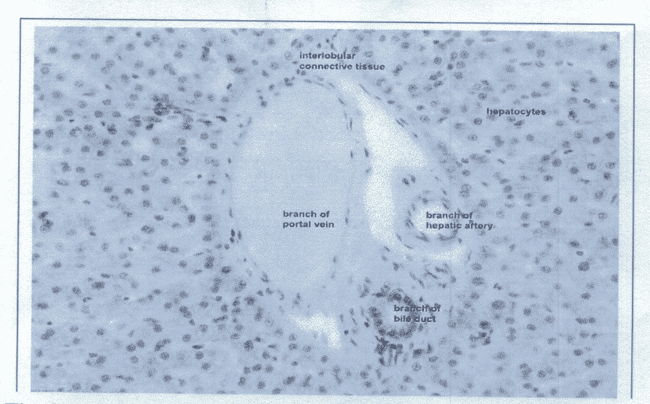 interlobular
connective tissue
hepatocytes
branch of
portal vein
branch of
hepatic artery
branch of
bile duct